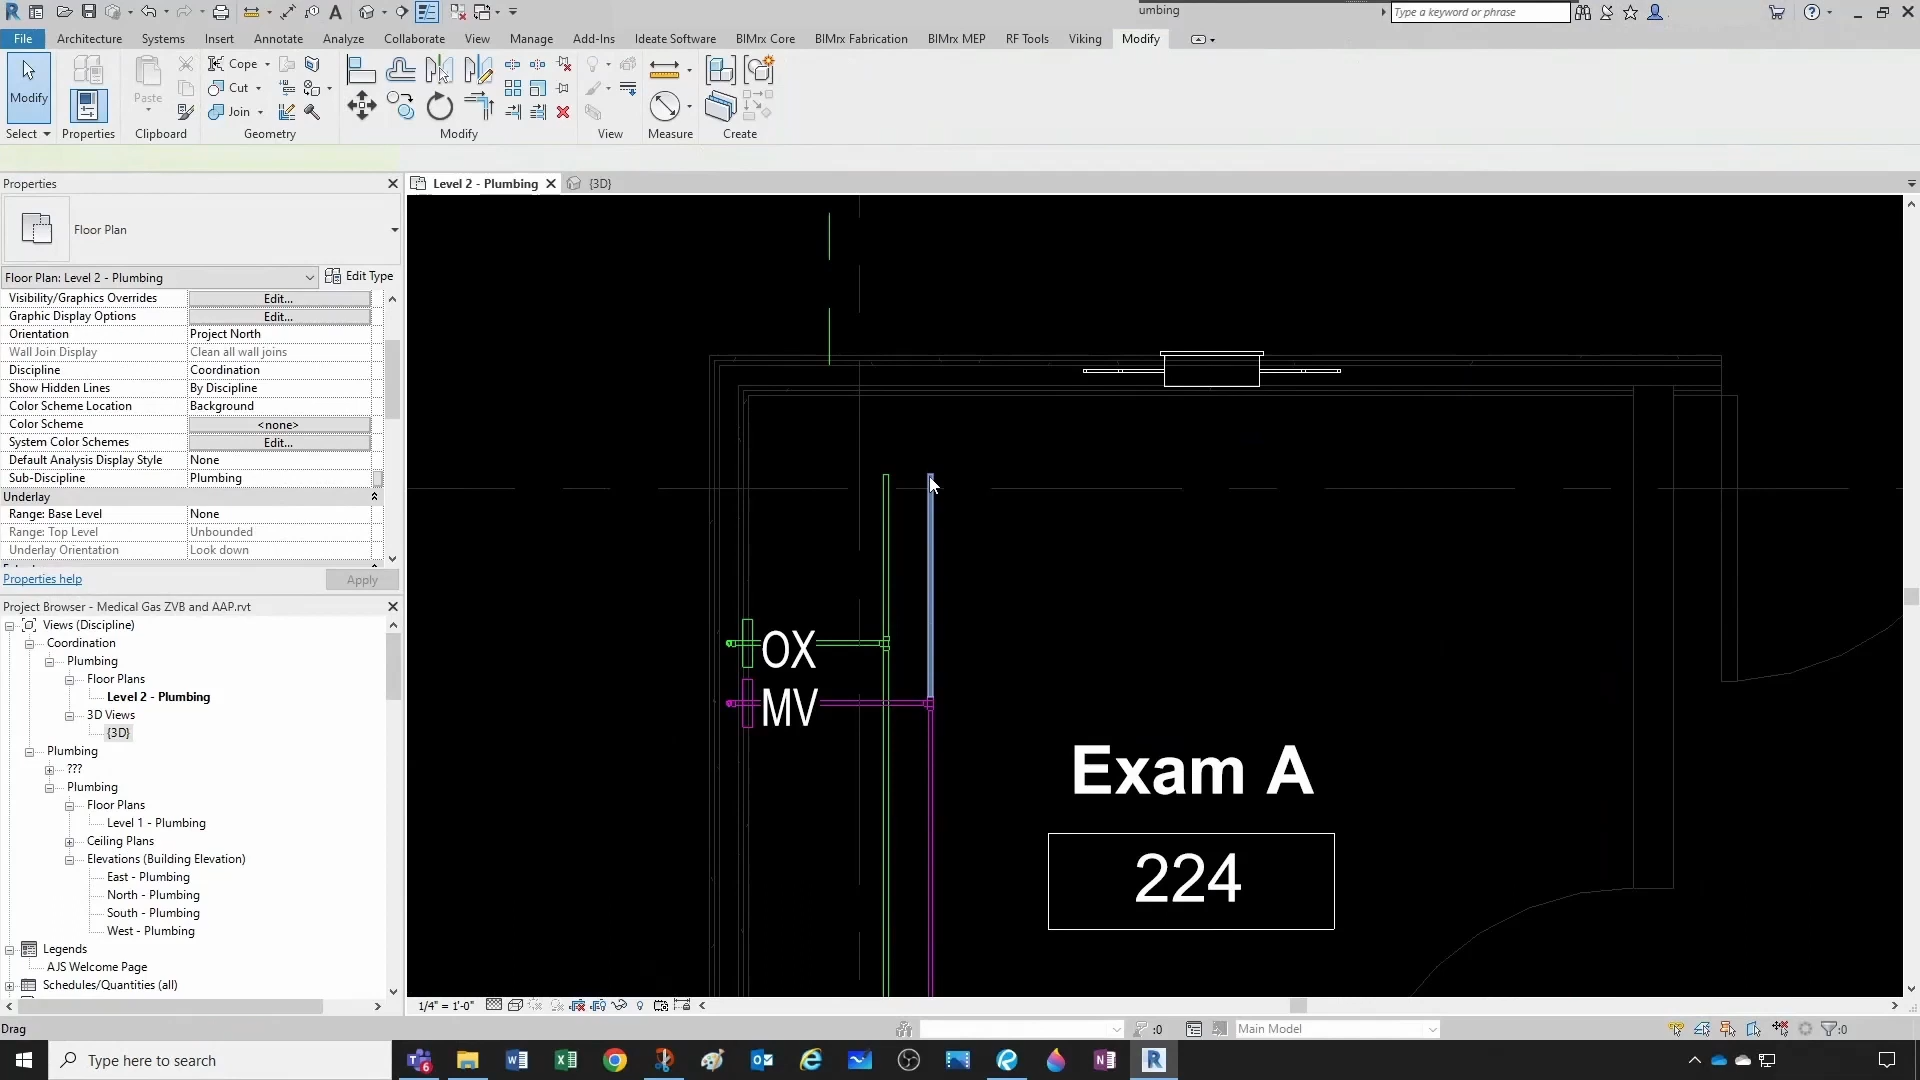 umbing
Type a keyword or phrase
File Architecture Systems Insert Annotate Analyze Collaborate View Manage Add-Ins Ideate Software BIMrx Core BIMrx Fabrication BIMrx MEP RF Tools Viking Modify
Modify
Paste
Cope
Cut
Join
Select Properties Clipboard Geometry Modify View Measure Create
Properties
Level 2 - Plumbing
{3D}
Floor Plan
Floor Plan: Level 2 - Plumbing
Edit Type
Visibility/Graphics Overrides Edit...
Graphic Display Options Edit...
Orientation Project North
Wall Join Display Clean all wall joins
Discipline Coordination
Show Hidden Lines By Discipline
Color Scheme Location Background
Color Scheme <none>
System Color Schemes Edit...
Default Analysis Display Style None
Sub-Discipline Plumbing
Underlay
Range: Base Level None
Range: Top Level Unbounded
Underlay Orientation Look down
Properties help
Apply
Project Browser - Medical Gas ZVB and AAP.rvt
Views (Discipline)
Coordination
Plumbing
Floor Plans
Level 2 - Plumbing
3D Views
{3D}
Plumbing
???
Plumbing
Floor Plans
Level 1 - Plumbing
Ceiling Plans
Elevations (Building Elevation)
East - Plumbing
North - Plumbing
South - Plumbing
West - Plumbing
Legends
AJS Welcome Page
Schedules/Quantities (all)
OX
MV
Exam A
224
1/4" = 1'-0"
Drag
:0
Main Model
:0
Type here to search
6